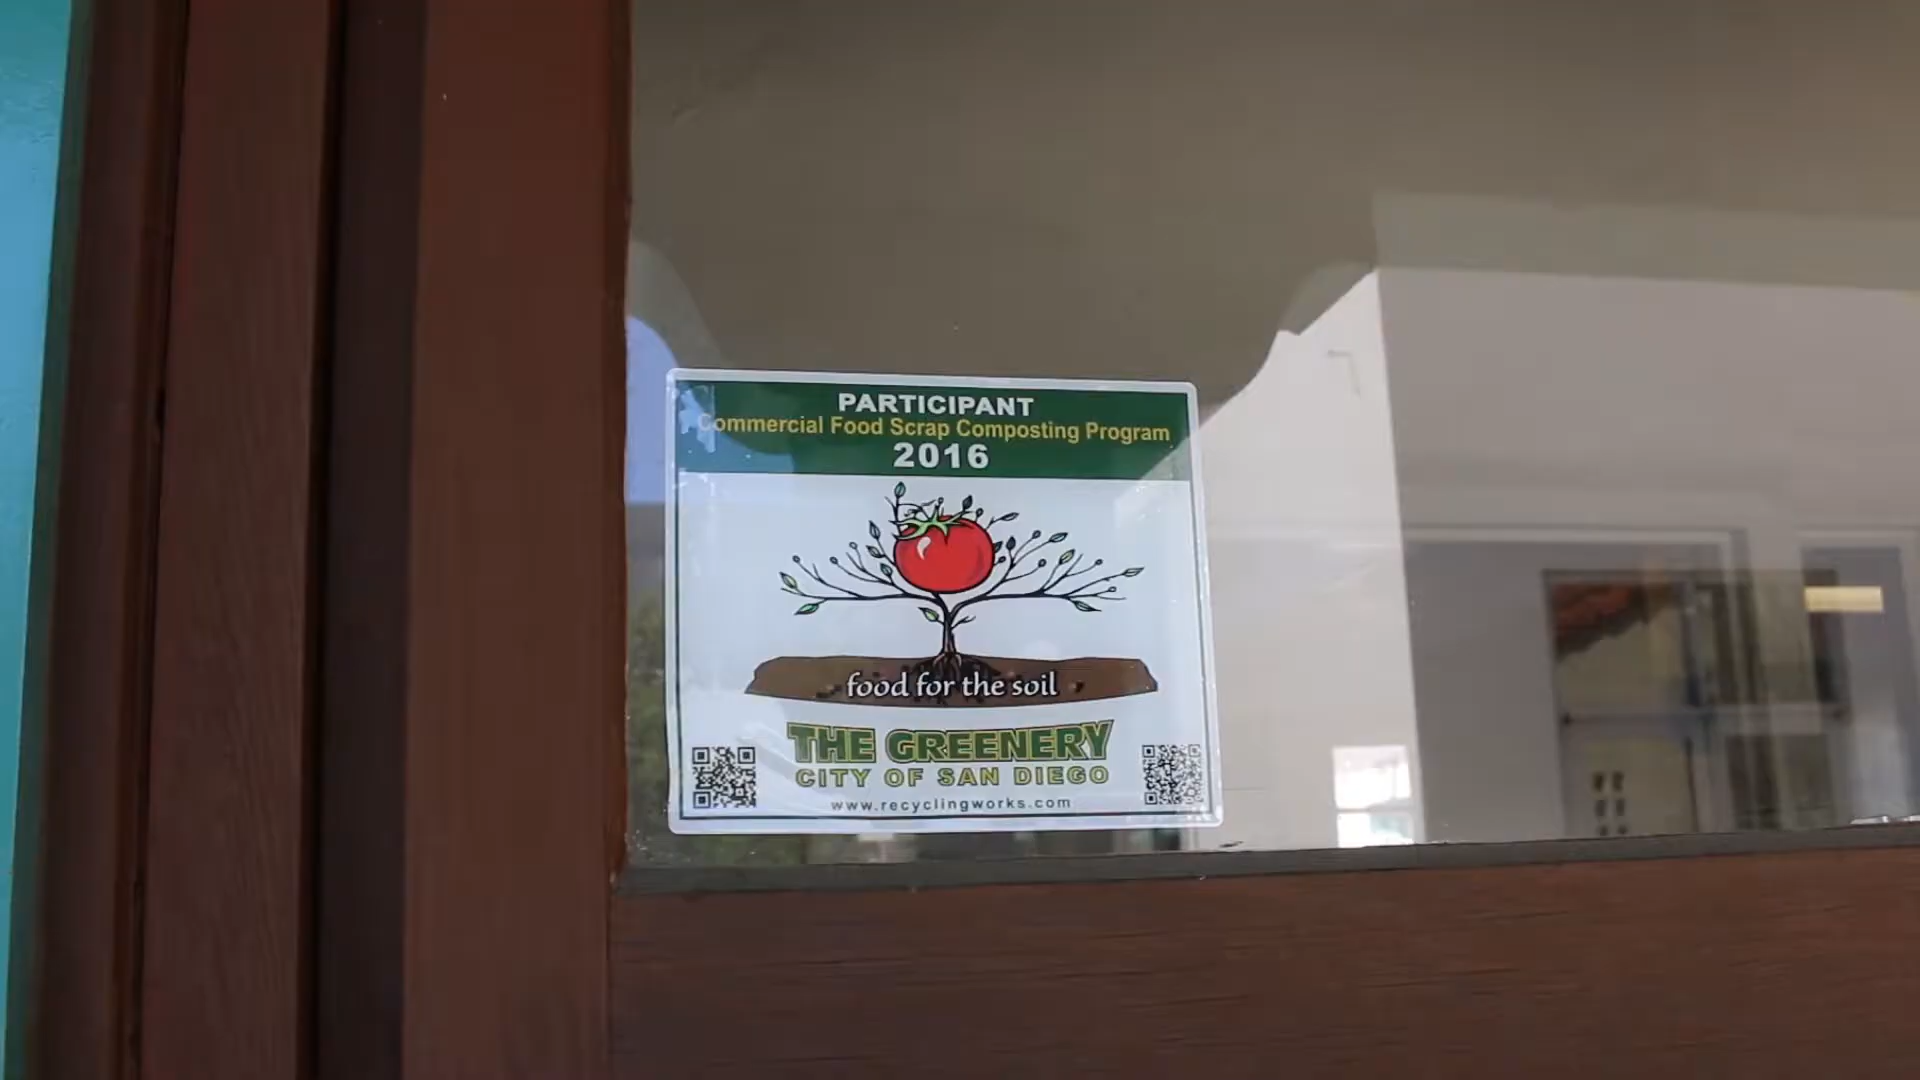 PARTICIPANT
Commercial Food Scrap Composting Program
2016
food for the soil
THE GREENERY
CITY OF SAN DIEGO
www.recyclingworks.com